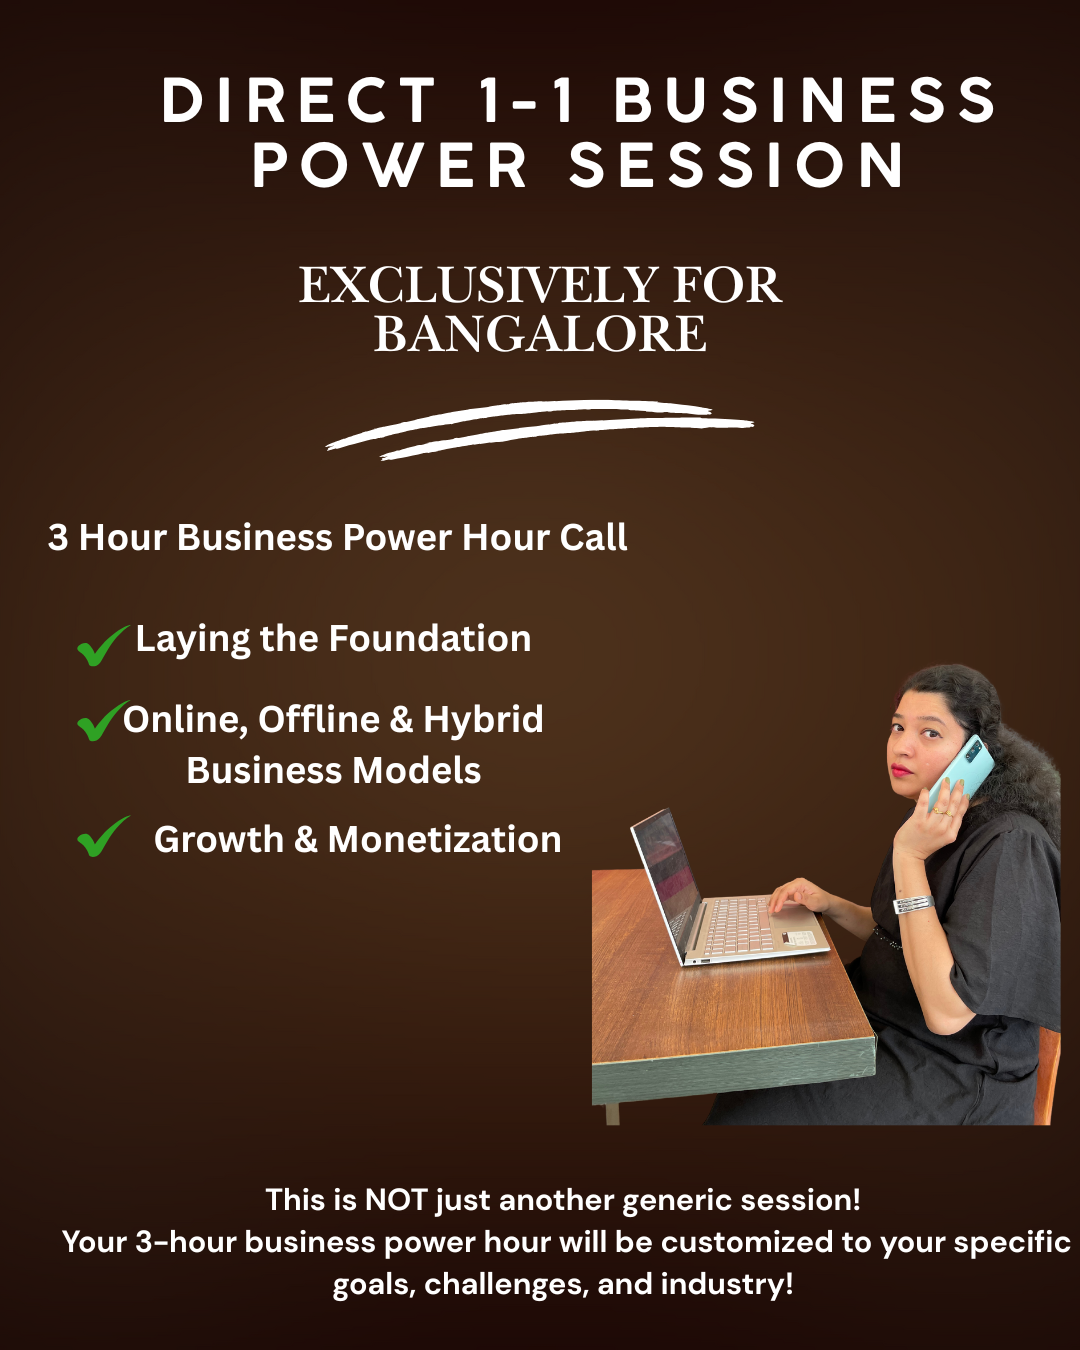 DIRECT 1-1 BUSINESS
POWER SESSION
EXCLUSIVELY FOR
BANGALORE
3 Hour Business Power Hour Call
Laying the Foundation
Online, Offline & Hybrid
Business Models
Growth & Monetization
This is NOT just another generic session!
Your 3-hour business power hour will be customized to your specific
goals, challenges, and industry!